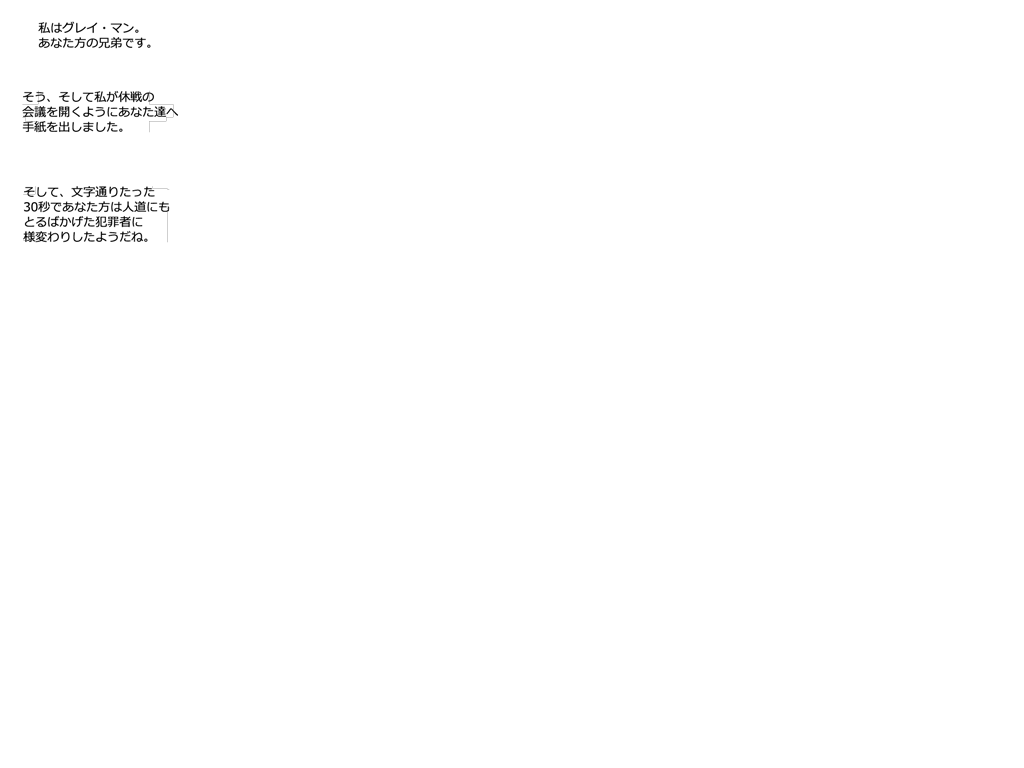 私はグレイ・マン。
あなた方の兄弟です。
そう、そして私が休戦の
会議を開くようにあなた達へ
手紙を出しました。
そして、文字通りたった
30秒であなた方は人道にも
とるばかげた犯罪者に
様変わりしたようだね。